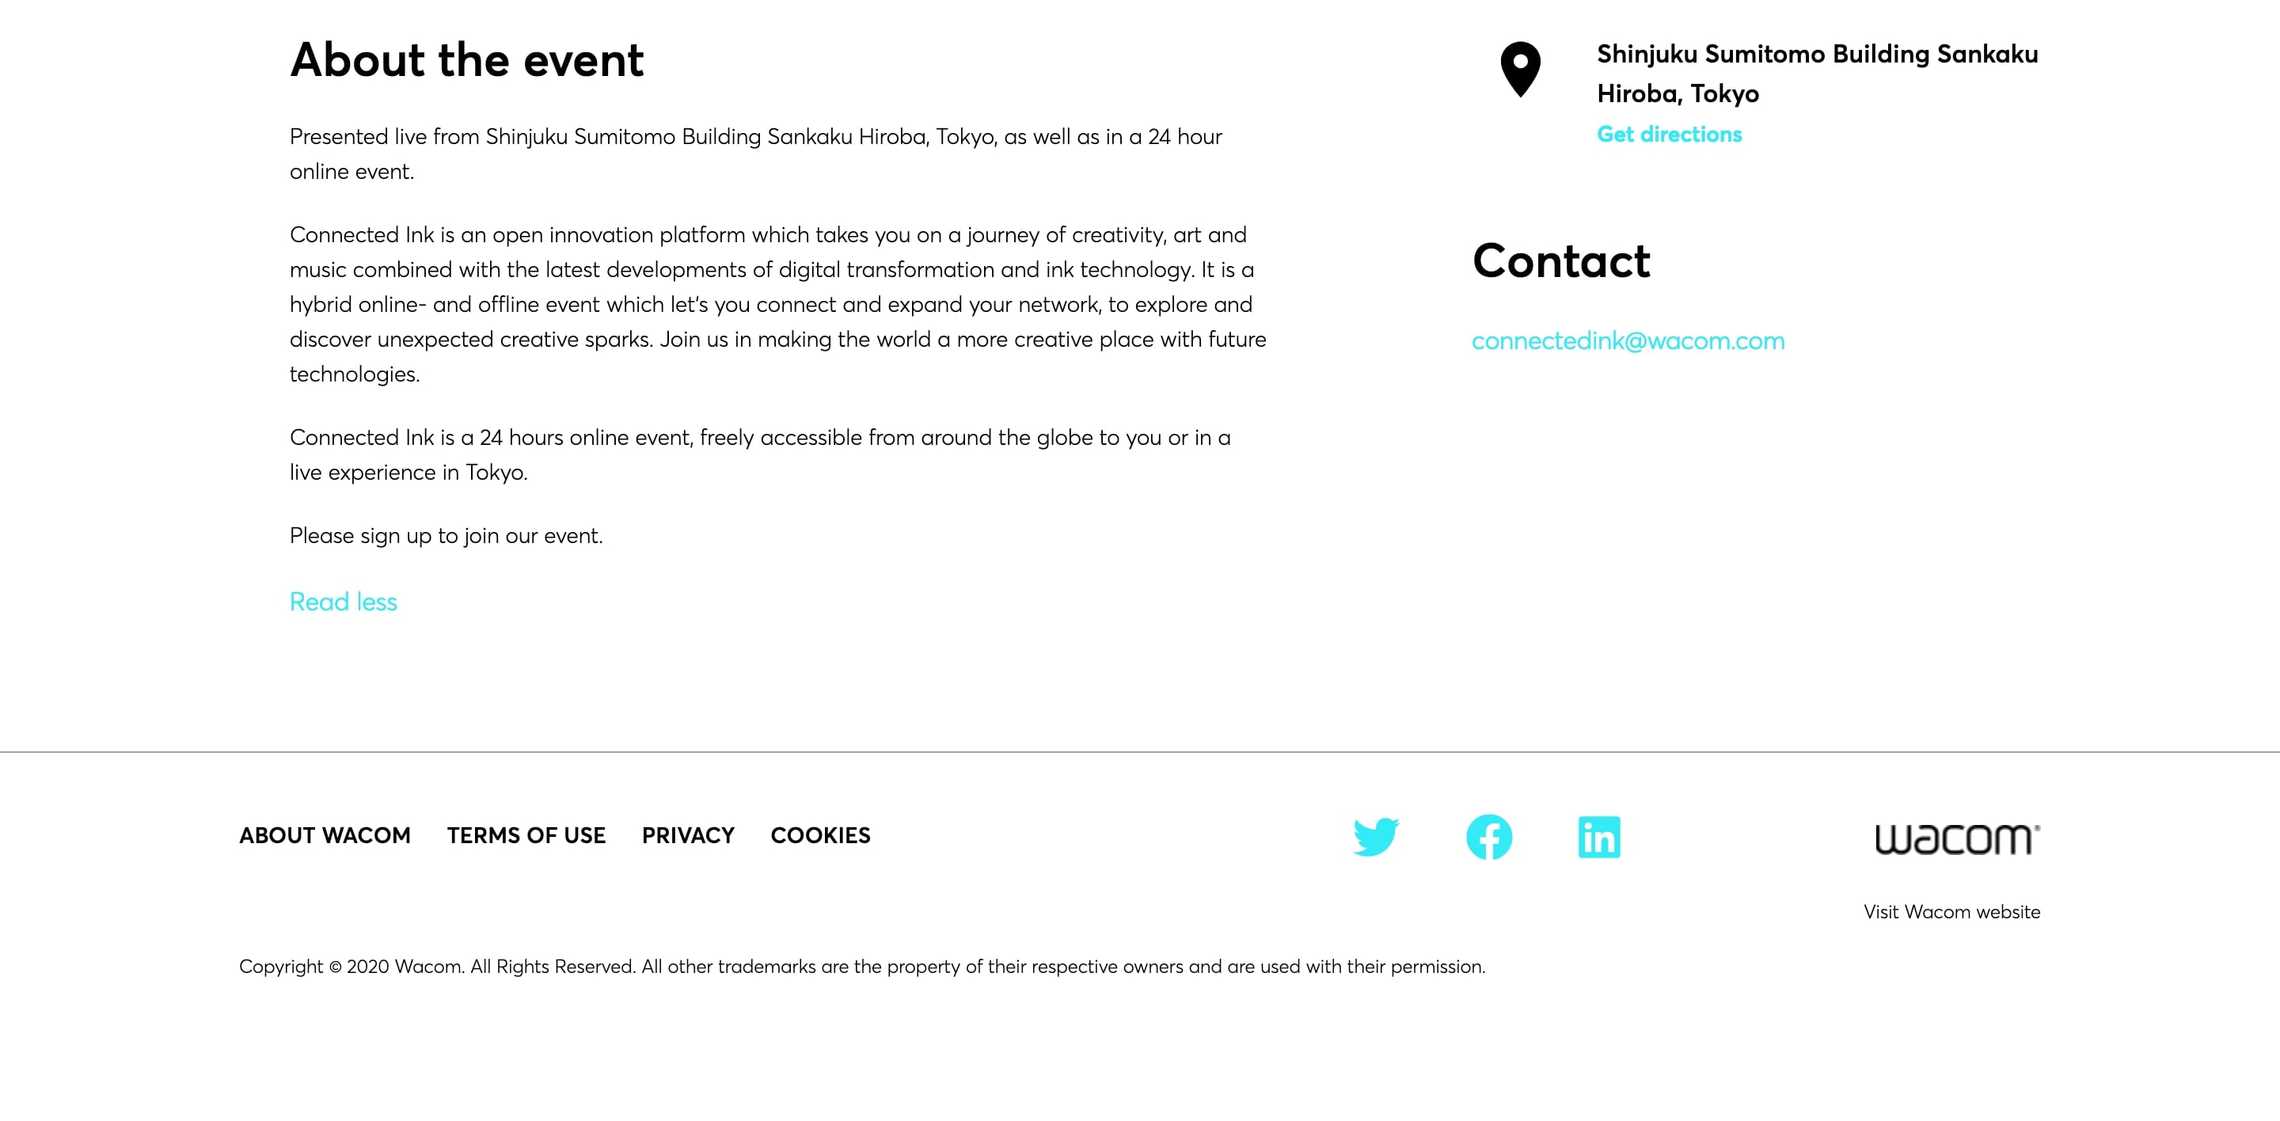 About the event
Presented live from Shinjuku Sumitomo Building Sankaku Hiroba, Tokyo, as well as in a 24 hour
online event.
Connected Ink is an open innovation platform which takes you on a journey of creativity, art and
music combined with the latest developments of digital transformation and ink technology. It is a
hybrid online- and offline event which let's you connect and expand your network, to explore and
discover unexpected creative sparks. Join us in making the world a more creative place with future
technologies.
Connected Ink is a 24 hours online event, freely accessible from around the globe to you or in a
live experience in Tokyo.
Please sign up to join our event.
Read less
Shinjuku Sumitomo Building Sankaku
Hiroba, Tokyo
Get directions
Contact
connectedink@wacom.com
ABOUT WACOM TERMS OF USE PRIVACY COOKIES
wacom®
Visit Wacom website
Copyright © 2020 Wacom. All Rights Reserved. All other trademarks are the property of their respective owners and are used with their permission.